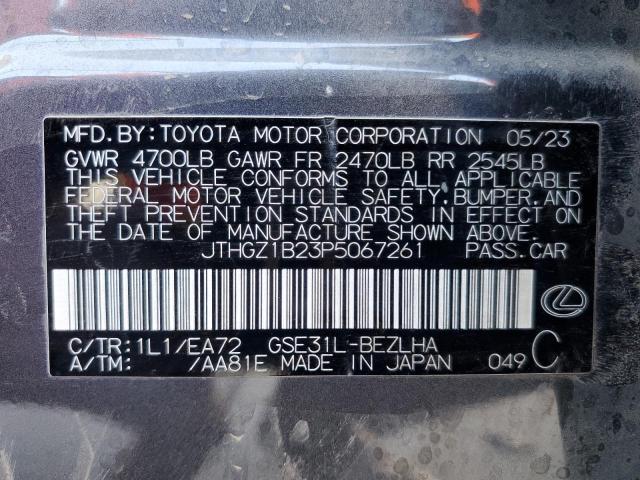 MFD. BY: TOYOTA MOTOR CORPORATION 05/23
GVWR 4700LB GAWR FR 2470LB RR 2545LB
THIS VEHICLE CONFORMS TO ALL APPLICABLE
FEDERAL MOTOR VEHICLE SAFETY, BUMPER, AND
THEFT PREVENTION STANDARDS IN EFFECT ON
THE DATE OF MANUFACTURE SHOWN ABOVE.
JTHGZ1B23P5067261 PASS. CAR
C/TR: 1L1/EA72 GSE31L-BEZLHA
A/TM: /AA81E MADE IN JAPAN 049 C